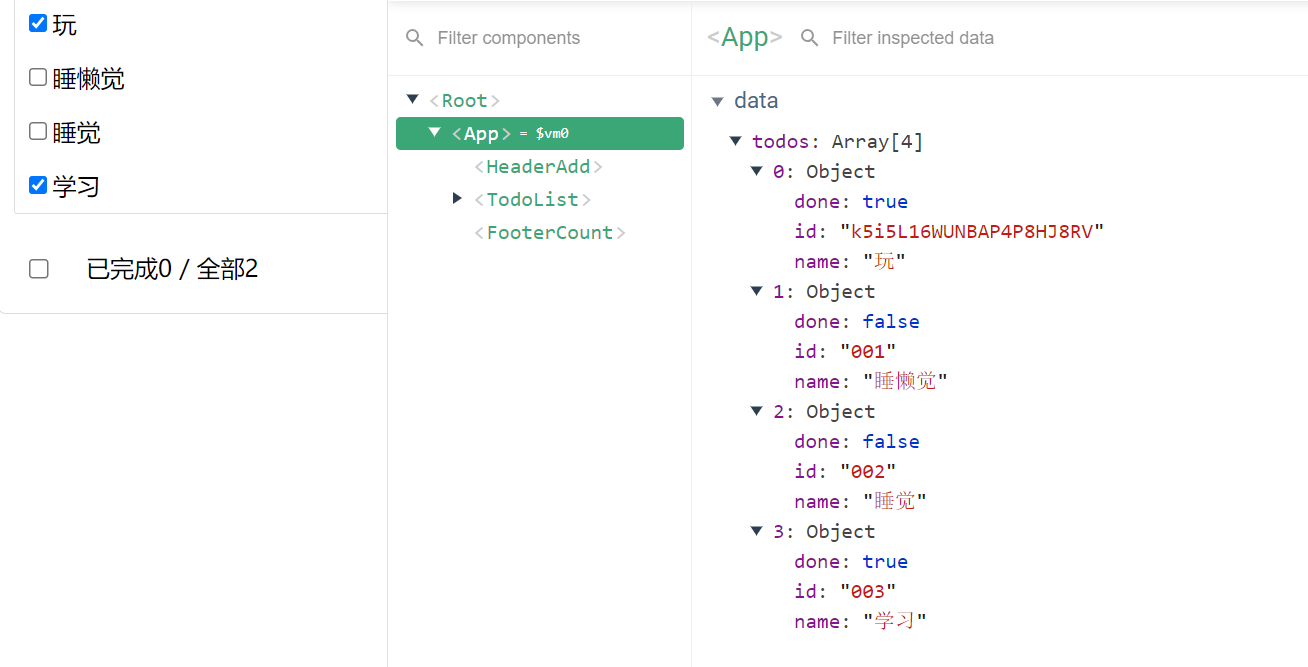 玩
睡懒觉
睡觉
学习
已完成0 / 全部2
Filter components
<Root>
<App> = $vm0
<HeaderAdd>
<TodoList>
<FooterCount>
<App> Filter inspected data
data
todos: Array[4]
0: Object
done: true
id: "k5i5L16WUNBAP4P8HJ8RV"
name: "玩"
1: Object
done: false
id: "001"
name: "睡懒觉"
2: Object
done: false
id: "002"
name: "睡觉"
3: Object
done: true
id: "003"
name: "学习"